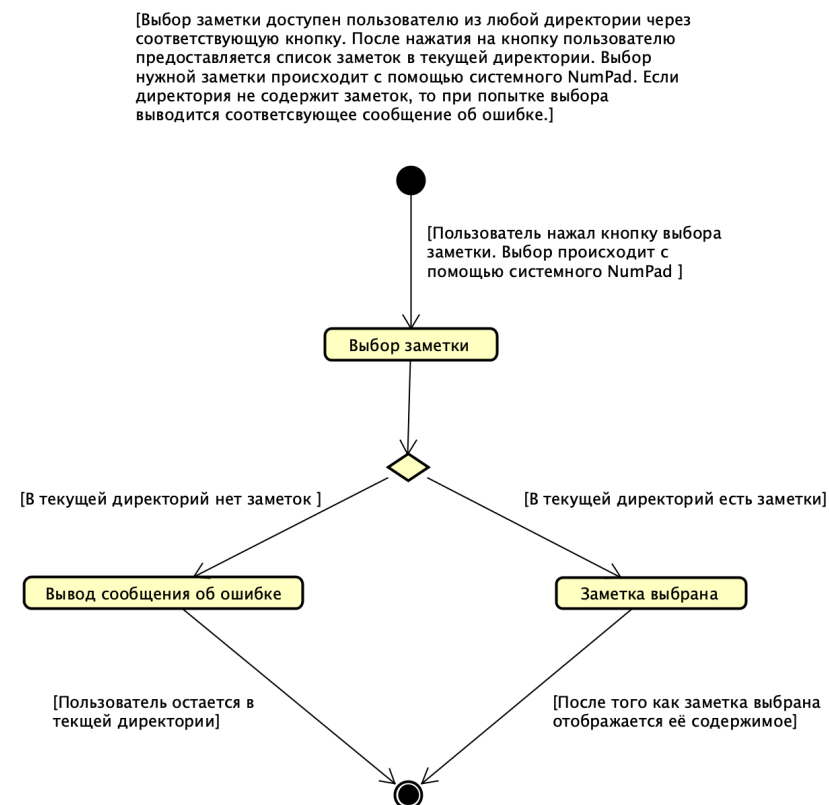 [Выбор заметки доступен пользователю из любой директории через
соответствующую кнопку. После нажатия на кнопку пользователю
предоставляется список заметок в текущей директории. Выбор
нужной заметки происходит с помощью системного NumPad. Если
директория не содержит заметок, то при попытке выбора
выводится соответсвующее сообщение об ошибке.]
[Пользователь нажал кнопку выбора
заметки. Выбор происходит с
помощью системного NumPad ]
Выбор заметки
[В текущей директорий нет заметок ]
[В текущей директорий есть заметки]
Вывод сообщения об ошибке
Заметка выбрана
[Пользователь остается в
текщей директории]
[После того как заметка выбрана
отображается её содержимое]